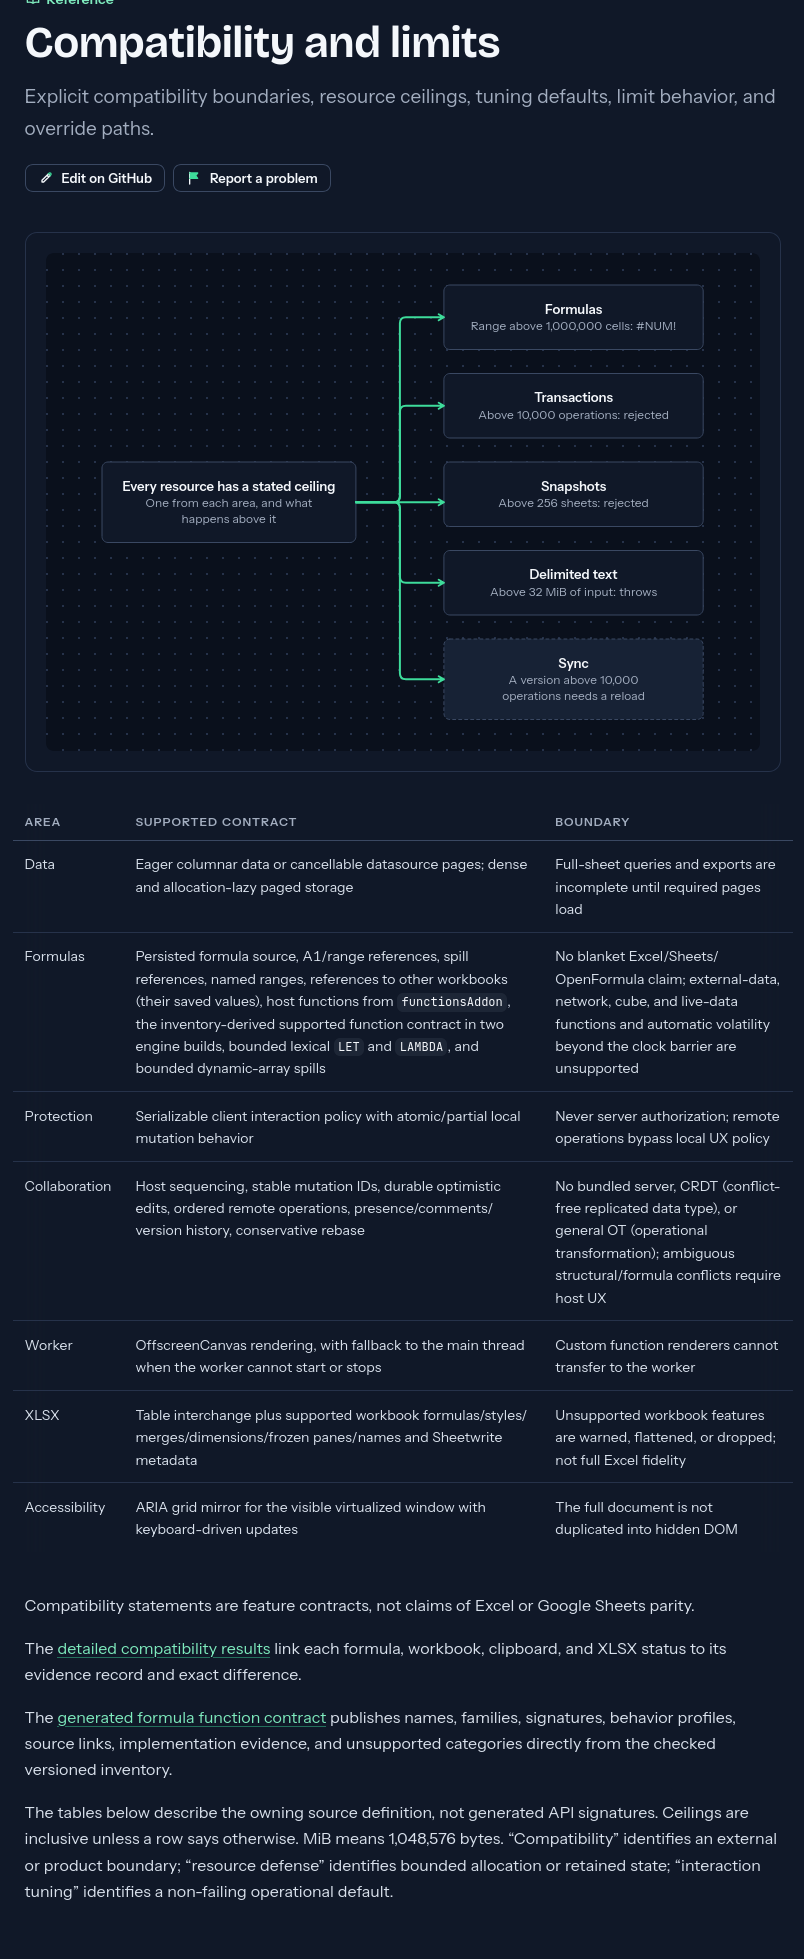 Reference
Compatibility and limits
Explicit compatibility boundaries, resource ceilings, tuning defaults, limit behavior, and
override paths.
Edit on GitHub
Report a problem
Every resource has a stated ceiling
One from each area, and what
happens above it
Formulas
Range above 1,000,000 cells: #NUM!
Transactions
Above 10,000 operations: rejected
Snapshots
Above 256 sheets: rejected
Delimited text
Above 32 MiB of input: throws
Sync
A version above 10,000
operations needs a reload
AREA
SUPPORTED CONTRACT
BOUNDARY
Data
Eager columnar data or cancellable datasource pages; dense
and allocation-lazy paged storage
Full-sheet queries and exports are
incomplete until required pages
load
Formulas
Persisted formula source, A1/range references, spill
references, named ranges, references to other workbooks
(their saved values), host functions from functionsAddon,
the inventory-derived supported function contract in two
engine builds, bounded lexical LET and LAMBDA, and
bounded dynamic-array spills
No blanket Excel/Sheets/
OpenFormula claim; external-data,
network, cube, and live-data
functions and automatic volatility
beyond the clock barrier are
unsupported
Protection
Serializable client interaction policy with atomic/partial local
mutation behavior
Never server authorization; remote
operations bypass local UX policy
Collaboration
Host sequencing, stable mutation IDs, durable optimistic
edits, ordered remote operations, presence/comments/
version history, conservative rebase
No bundled server, CRDT (conflict-
free replicated data type), or
general OT (operational
transformation); ambiguous
structural/formula conflicts require
host UX
Worker
OffscreenCanvas rendering, with fallback to the main thread
when the worker cannot start or stops
Custom function renderers cannot
transfer to the worker
XLSX
Table interchange plus supported workbook formulas/styles/
merges/dimensions/frozen panes/names and Sheetwrite
metadata
Unsupported workbook features
are warned, flattened, or dropped;
not full Excel fidelity
Accessibility
ARIA grid mirror for the visible virtualized window with
keyboard-driven updates
The full document is not
duplicated into hidden DOM
Compatibility statements are feature contracts, not claims of Excel or Google Sheets parity.
The detailed compatibility results link each formula, workbook, clipboard, and XLSX status to its
evidence record and exact difference.
The generated formula function contract publishes names, families, signatures, behavior profiles,
source links, implementation evidence, and unsupported categories directly from the checked
versioned inventory.
The tables below describe the owning source definition, not generated API signatures. Ceilings are
inclusive unless a row says otherwise. MiB means 1,048,576 bytes. “Compatibility” identifies an external
or product boundary; “resource defense” identifies bounded allocation or retained state; “interaction
tuning” identifies a non-failing operational default.